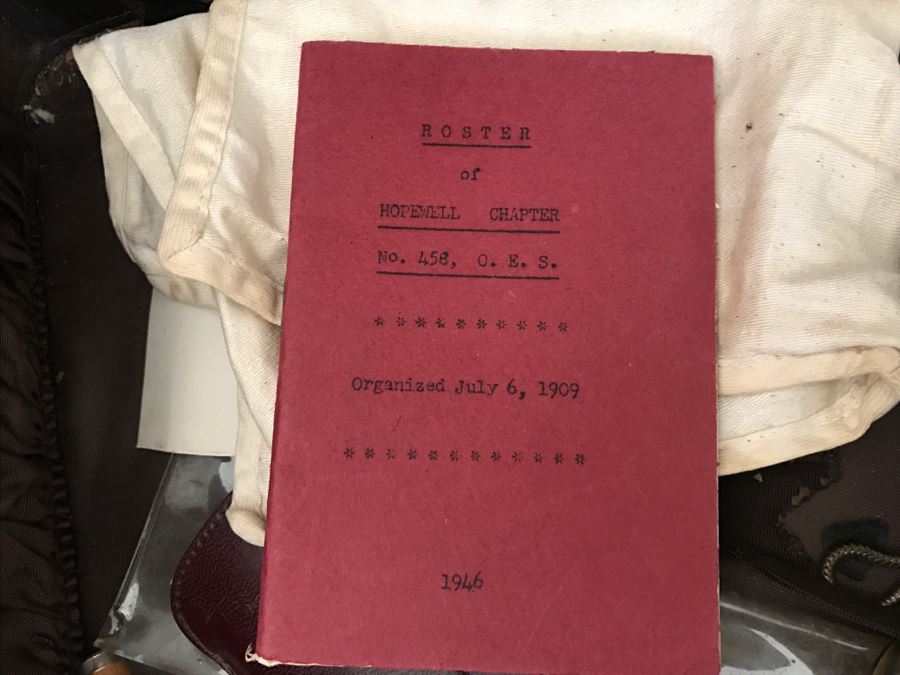 ROSTER
of
HOPEWELL CHAPTER
No. 458, O. E. S.
* * * * * * * * * *
Organized July 6, 1909
* * * * * * * * * * * *
1946